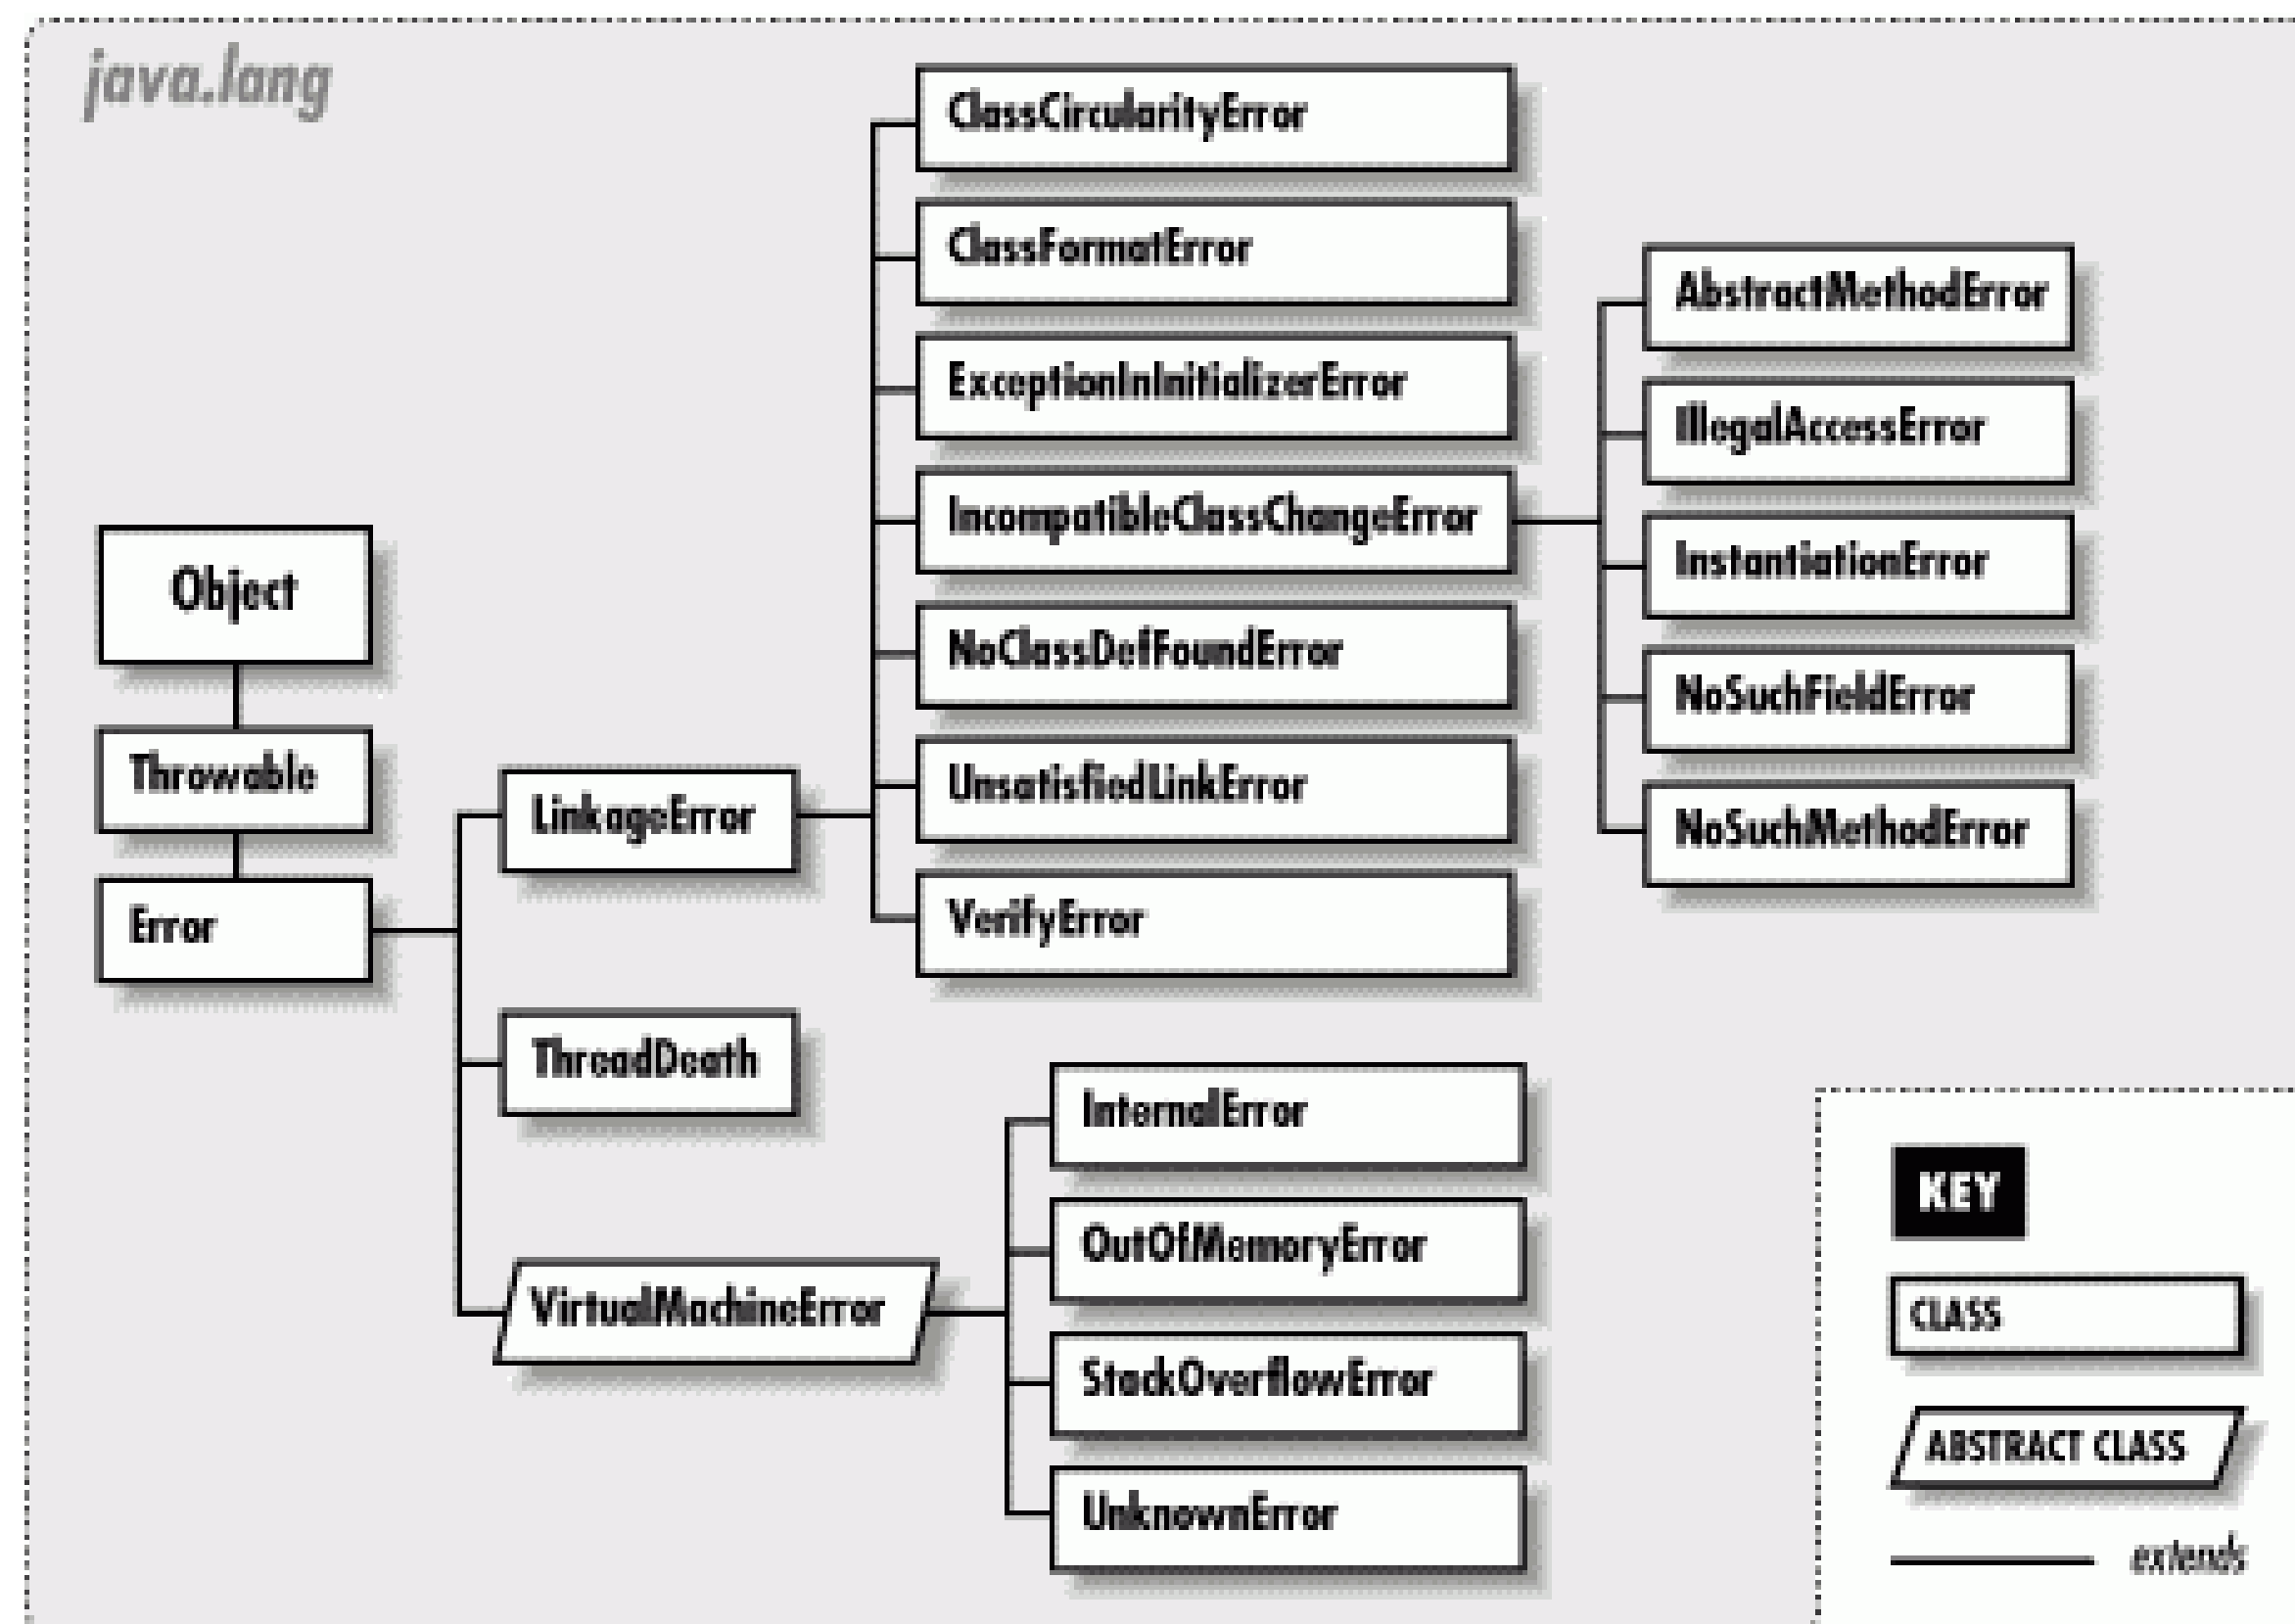 java.lang
Object
Throwable
Error
LinkageError
ThreadDeath
VirtualMachineError
ClassCircularityError
ClassFormatError
ExceptionInInitializerError
IncompatibleClassChangeError
NoClassDefFoundError
UnsatisfiedLinkError
VerifyError
AbstractMethodError
IllegalAccessError
InstantiationError
NoSuchFieldError
NoSuchMethodError
InternalError
OutOfMemoryError
StackOverflowError
UnknownError
KEY
CLASS
ABSTRACT CLASS
extends